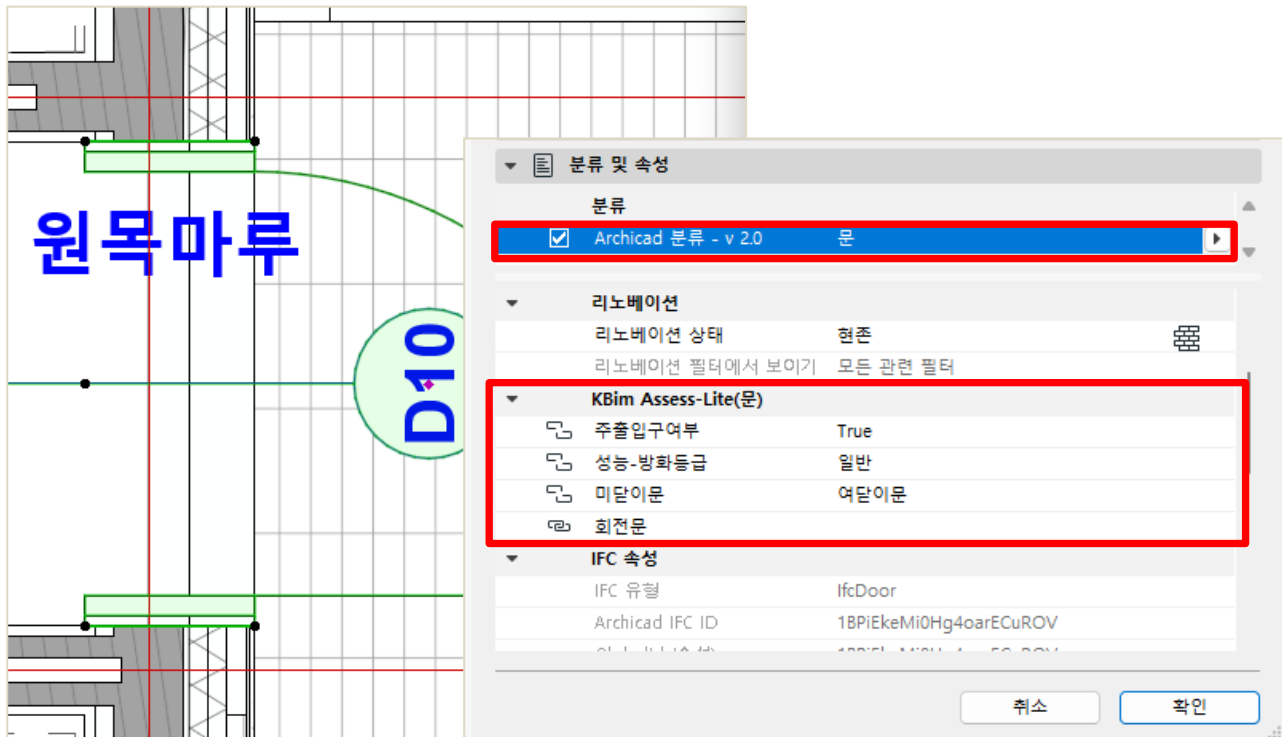 원목마루
D10
분류 및 속성
분류
Archicad 분류 - v 2.0 문
리노베이션
리노베이션 상태 현존
리노베이션 필터에서 보이기 모든 관련 필터
KBim Assess-Lite(문)
주출입구여부 True
성능-방화등급 일반
미닫이문 여닫이문
회전문
IFC 속성
IFC 유형 IfcDoor
Archicad IFC ID 1BPiEkeMi0Hg4oarECuROV
취소 확인